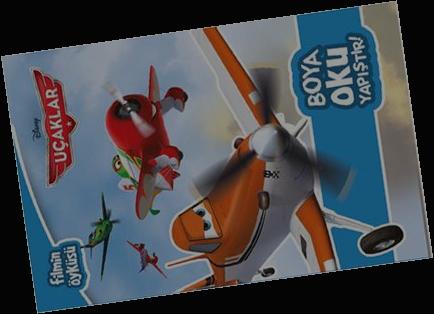 Disney
UÇAKLAR
BOYA
OKU
YAPIŞTIR!
Filmin
öyküsü